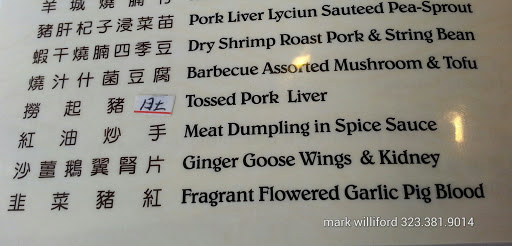 羊 城 燒 腩
豬肝杞子浸菜苗 Pork Liver Lyciun Sauteed Pea-Sprout
蝦干燒腩四季豆 Dry Shrimp Roast Pork & String Bean
燒汁什菌豆腐 Barbecue Assorted Mushroom & Tofu
撈起豬肚 Tossed Pork Liver
紅油炒手 Meat Dumpling in Spice Sauce
沙薑鵝翼腎片 Ginger Goose Wings & Kidney
韭菜豬紅 Fragrant Flowered Garlic Pig Blood
mark williford 323.381.9014